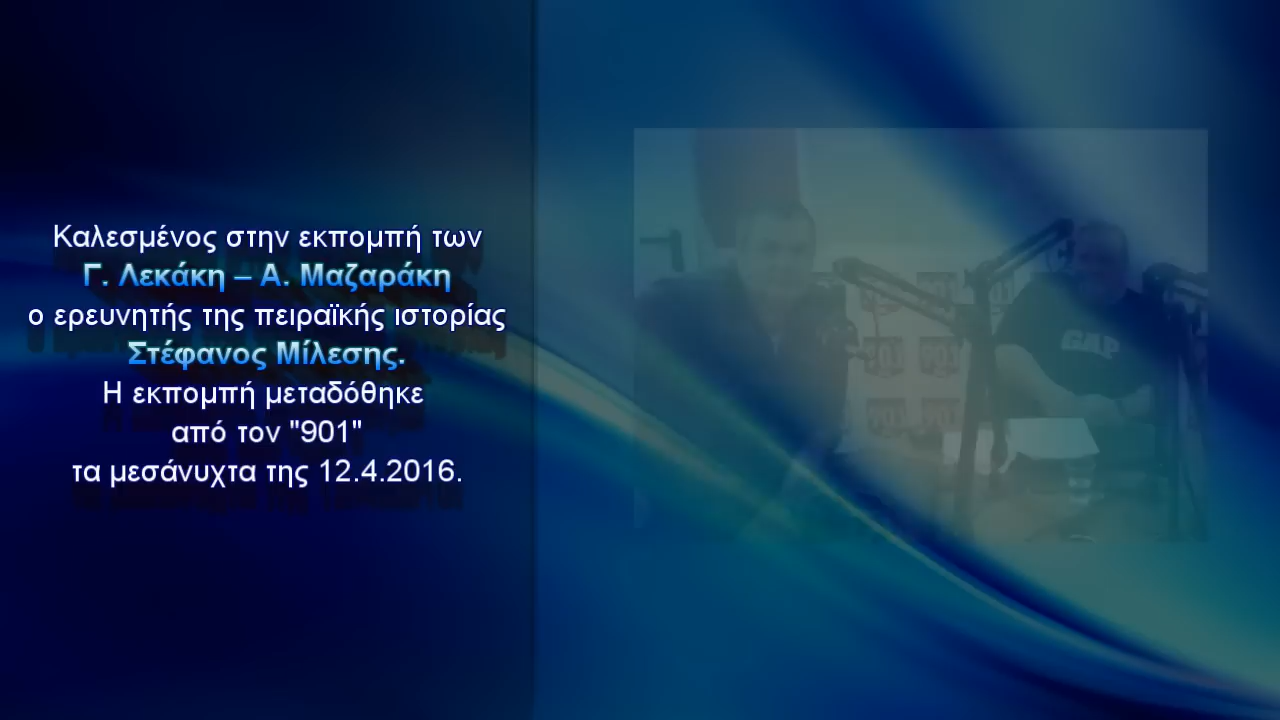 Καλεσμένος στην εκπομπή των
Γ. Λεκάκη – Α. Μαζαράκη
ο ερευνητής της πειραϊκής ιστορίας
Στέφανος Μίλεσης.
Η εκπομπή μεταδόθηκε
από τον "901"
τα μεσάνυχτα της 12.4.2016.
GAP